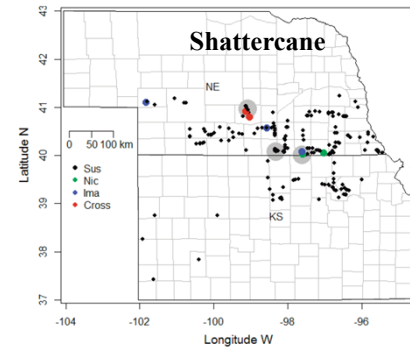 43
Shattercane
42
NE
41
0 50 100 km
40
Sus
Nic
Ima
Cross
39
KS
38
37
Latitude N
-104 -102 -100 -98 -96
Longitude W